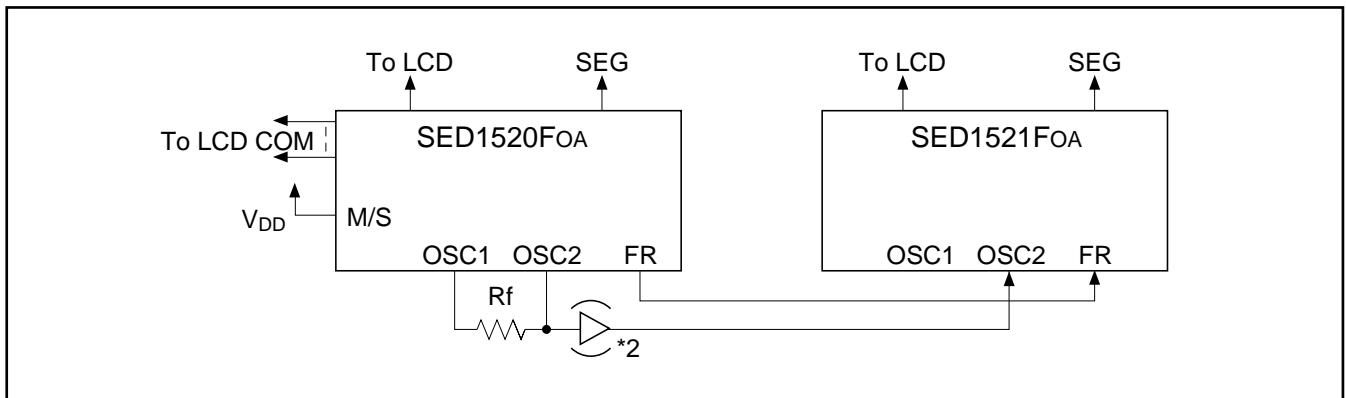 To LCD SEG To LCD SEG
To LCD COM SED1520FOA SED1521FOA
VDD M/S
OSC1 OSC2 FR OSC1 OSC2 FR
Rf
*2